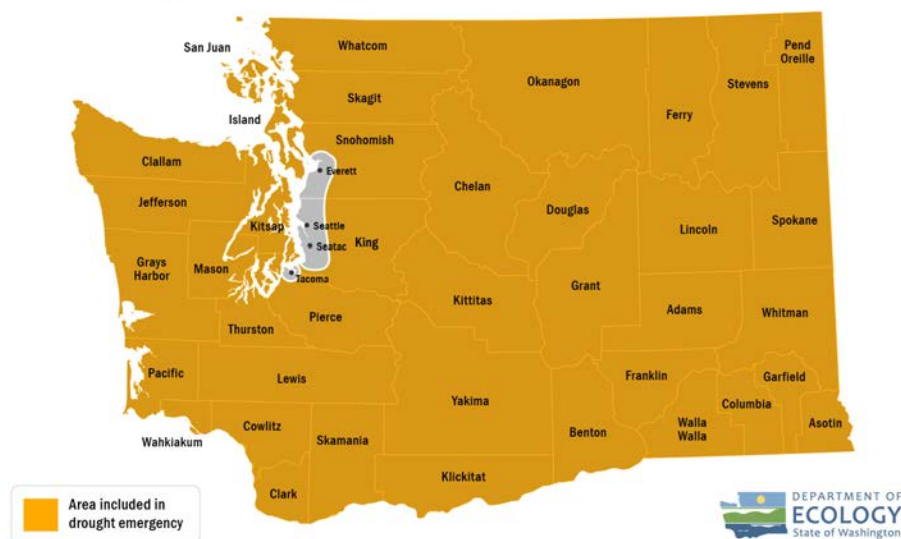 San Juan
Whatcom
Okanagon
Pend
Oreille
Stevens
Skagit
Ferry
Island
Snohomish
Clallam
Everett
Chelan
Jefferson
Douglas
Spokane
Kitsap
Seattle
Lincoln
King
Seatac
Grays
Harbor
Mason
Tacoma
Grant
Kittitas
Pierce
Adams
Whitman
Thurston
Pacific
Lewis
Franklin
Garfield
Yakima
Columbia
Cowlitz
Walla
Walla
Asotin
Wahkiakum
Skamania
Benton
Klickitat
Clark
Area included in
drought emergency
DEPARTMENT OF
ECOLOGY
State of Washington